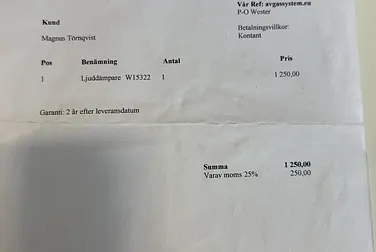 Vår Ref: avgassystem.eu
P-O Wester
Kund
Betalningsvillkor:
Kontant
Magnus Törnqvist
Pos Benämning Antal Pris
1 Ljuddämpare W15322 1 1 250,00
Garanti: 2 år efter leveransdatum
Summa 1 250,00
Varav moms 25% 250,00